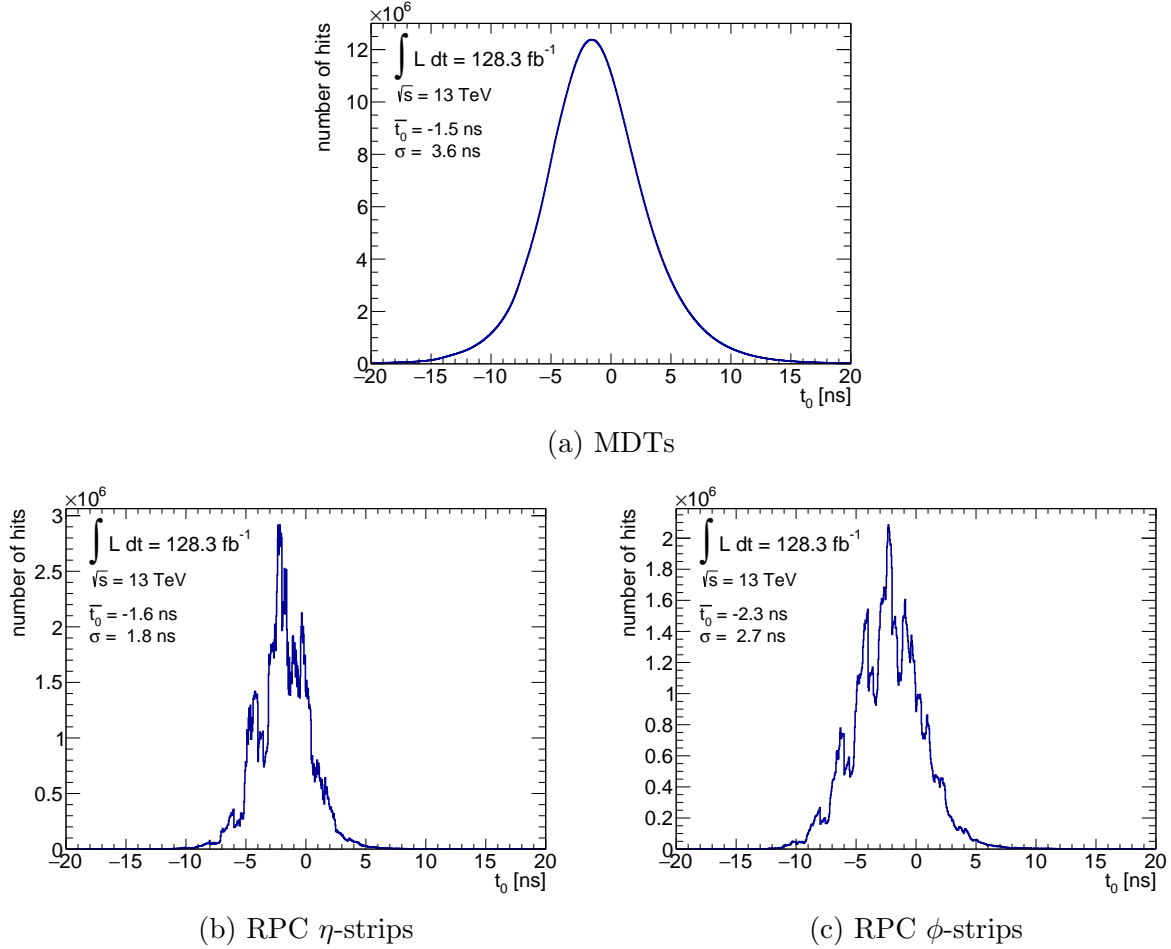 ×10⁶
number of hits
∫ L dt = 128.3 fb⁻¹
√s = 13 TeV
t̄₀ = -1.5 ns
σ = 3.6 ns
12
10
8
6
4
2
0
−20 −15 −10 −5 0 5 10 15 20
t₀ [ns]
(a) MDTs
×10⁶
number of hits
∫ L dt = 128.3 fb⁻¹
√s = 13 TeV
t̄₀ = -1.6 ns
σ = 1.8 ns
3
2.5
2
1.5
1
0.5
0
−20 −15 −10 −5 0 5 10 15 20
t₀ [ns]
(b) RPC η-strips
×10⁶
number of hits
∫ L dt = 128.3 fb⁻¹
√s = 13 TeV
t̄₀ = -2.3 ns
σ = 2.7 ns
2
1.8
1.6
1.4
1.2
1
0.8
0.6
0.4
0.2
0
−20 −15 −10 −5 0 5 10 15 20
t₀ [ns]
(c) RPC ϕ-strips